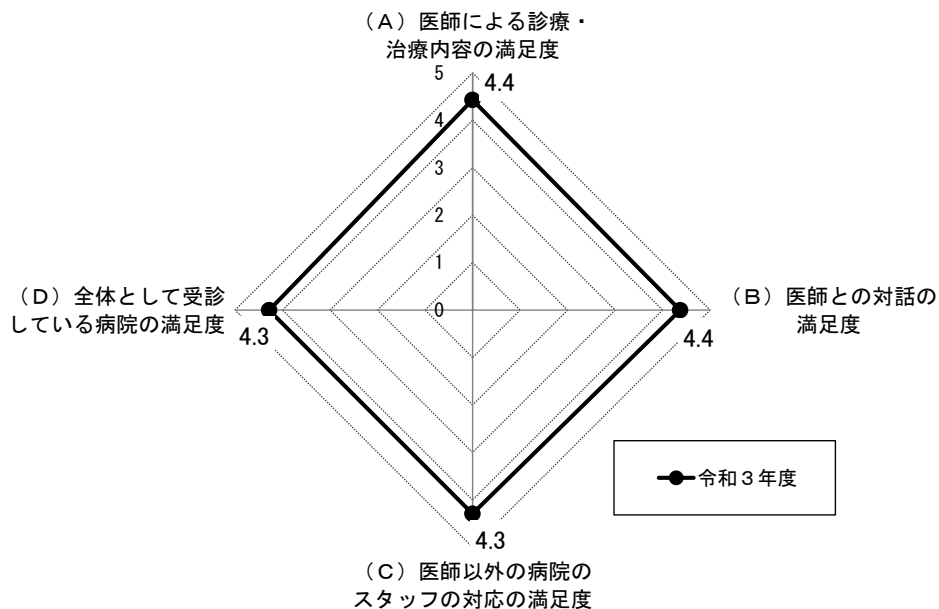 （Ａ）医師による診療・
治療内容の満足度
5
4.4
4
3
2
1
0
（Ｄ）全体として受診
している病院の満足度
4.3
（Ｂ）医師との対話の
満足度
4.4
令和３年度
4.3
（Ｃ）医師以外の病院の
スタッフの対応の満足度